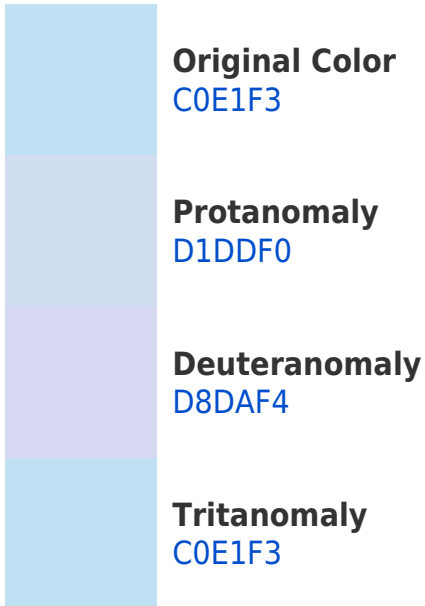 Original Color
C0E1F3
Protanomaly
D1DDF0
Deuteranomaly
D8DAF4
Tritanomaly
C0E1F3